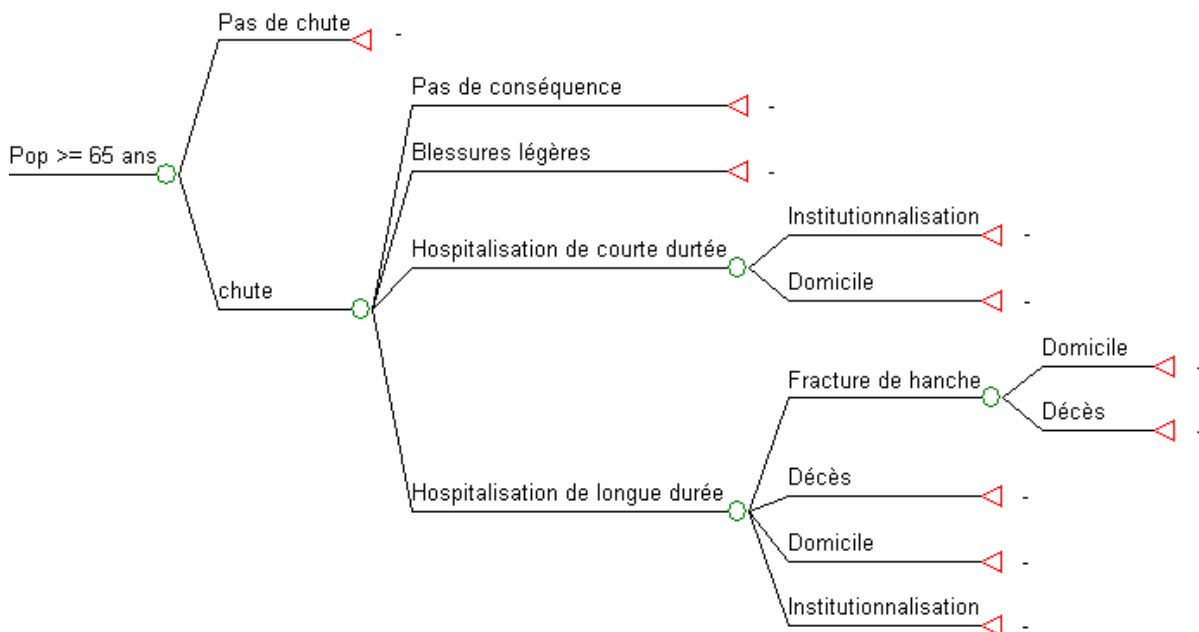 Pas de chute
-
Pas de conséquence
-
Pop >= 65 ans
Blessures légères
-
Institutionnalisation
-
Hospitalisation de courte durtée
Domicile
-
chute
Domicile
-
Fracture de hanche
Décès
-
Décès
-
Hospitalisation de longue durée
Domicile
-
Institutionnalisation
-